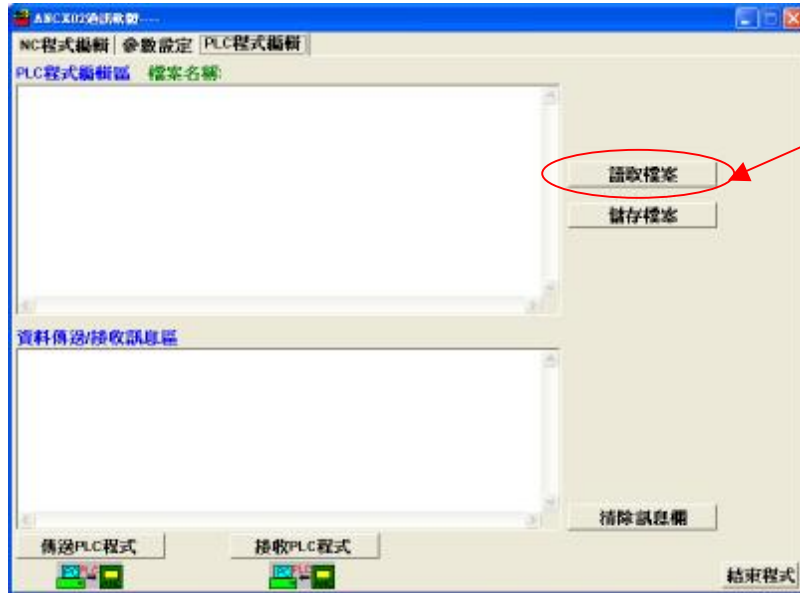 ANCX02通訊軟體----
NC程式編輯 參數設定 PLC程式編輯
PLC程式編輯區 檔案名稱:
讀取檔案
儲存檔案
資料傳送/接收訊息區
清除訊息欄
傳送PLC程式 接收PLC程式
結束程式